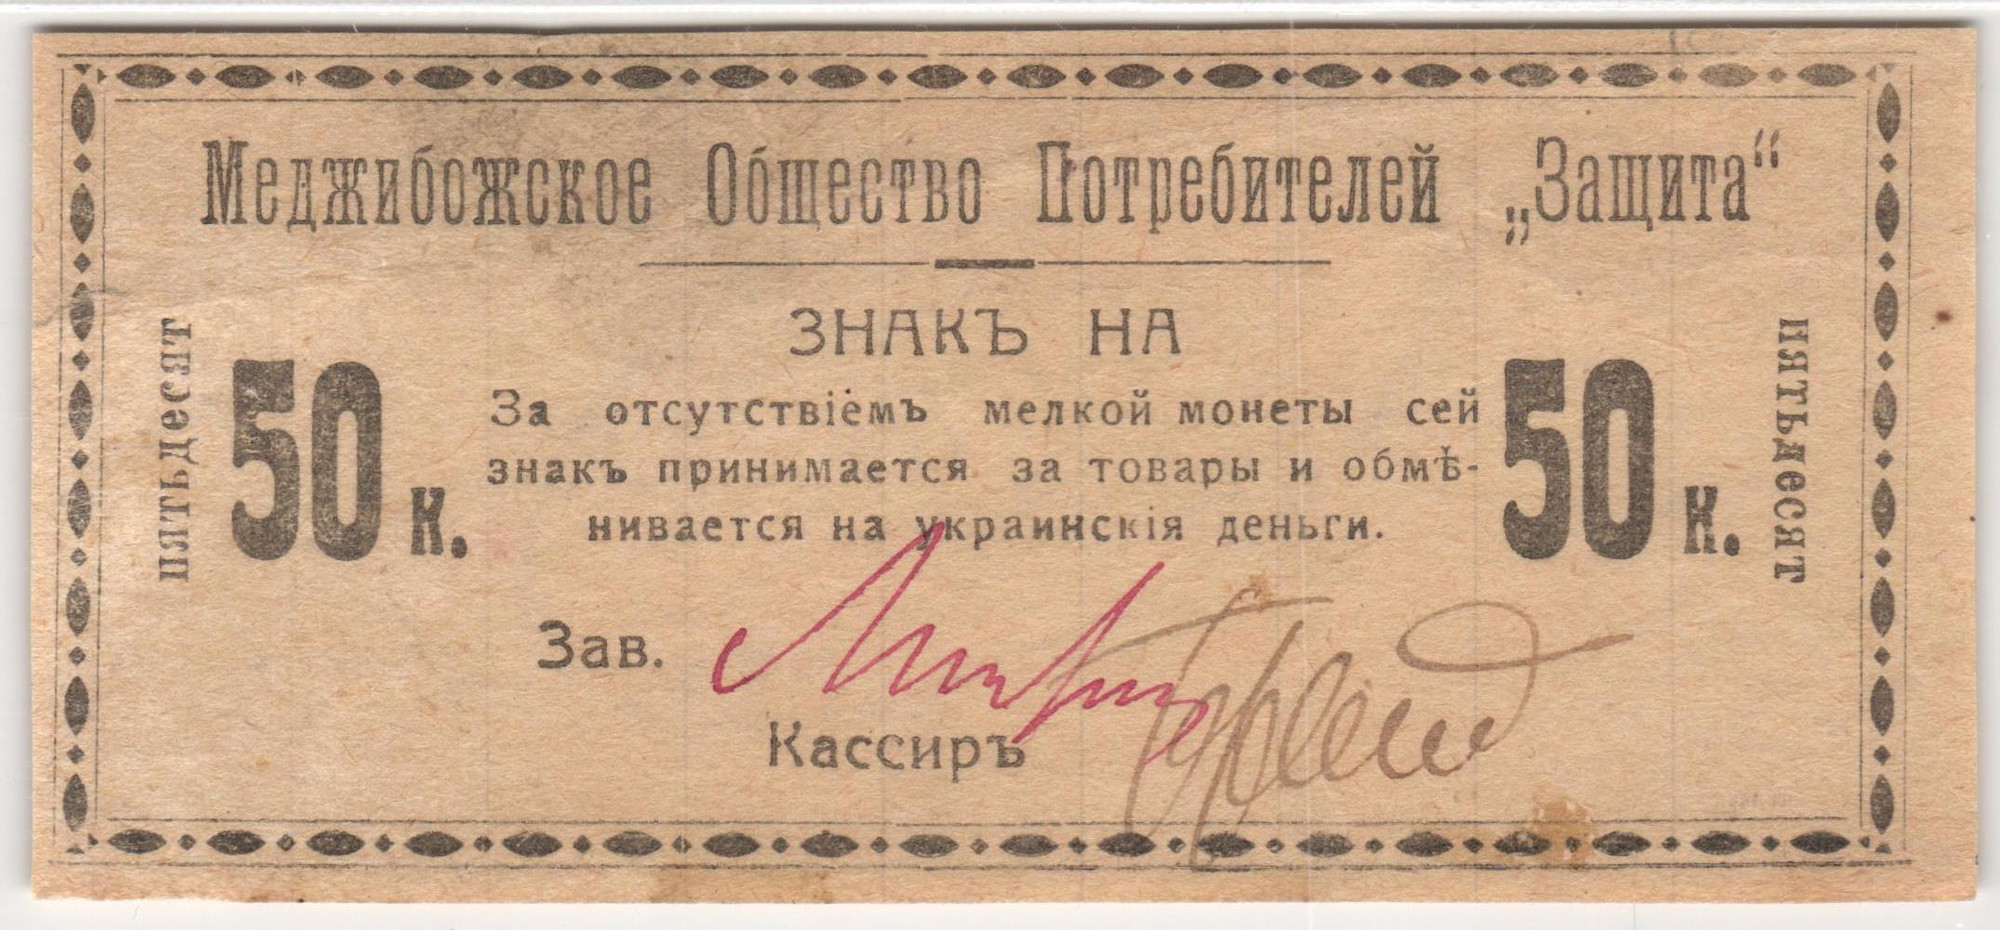 Меджибожское Общество Потребителей „Защита“
ЗНАКЪ НА
ПЯТЬДЕСЯТ
50 к.
За отсутствіемъ мелкой монеты сей
знакъ принимается за товары и обмѣ-
нивается на украинскія деньги.
50 к.
ПЯТЬДЕСЯТ
Зав.
Кассиръ